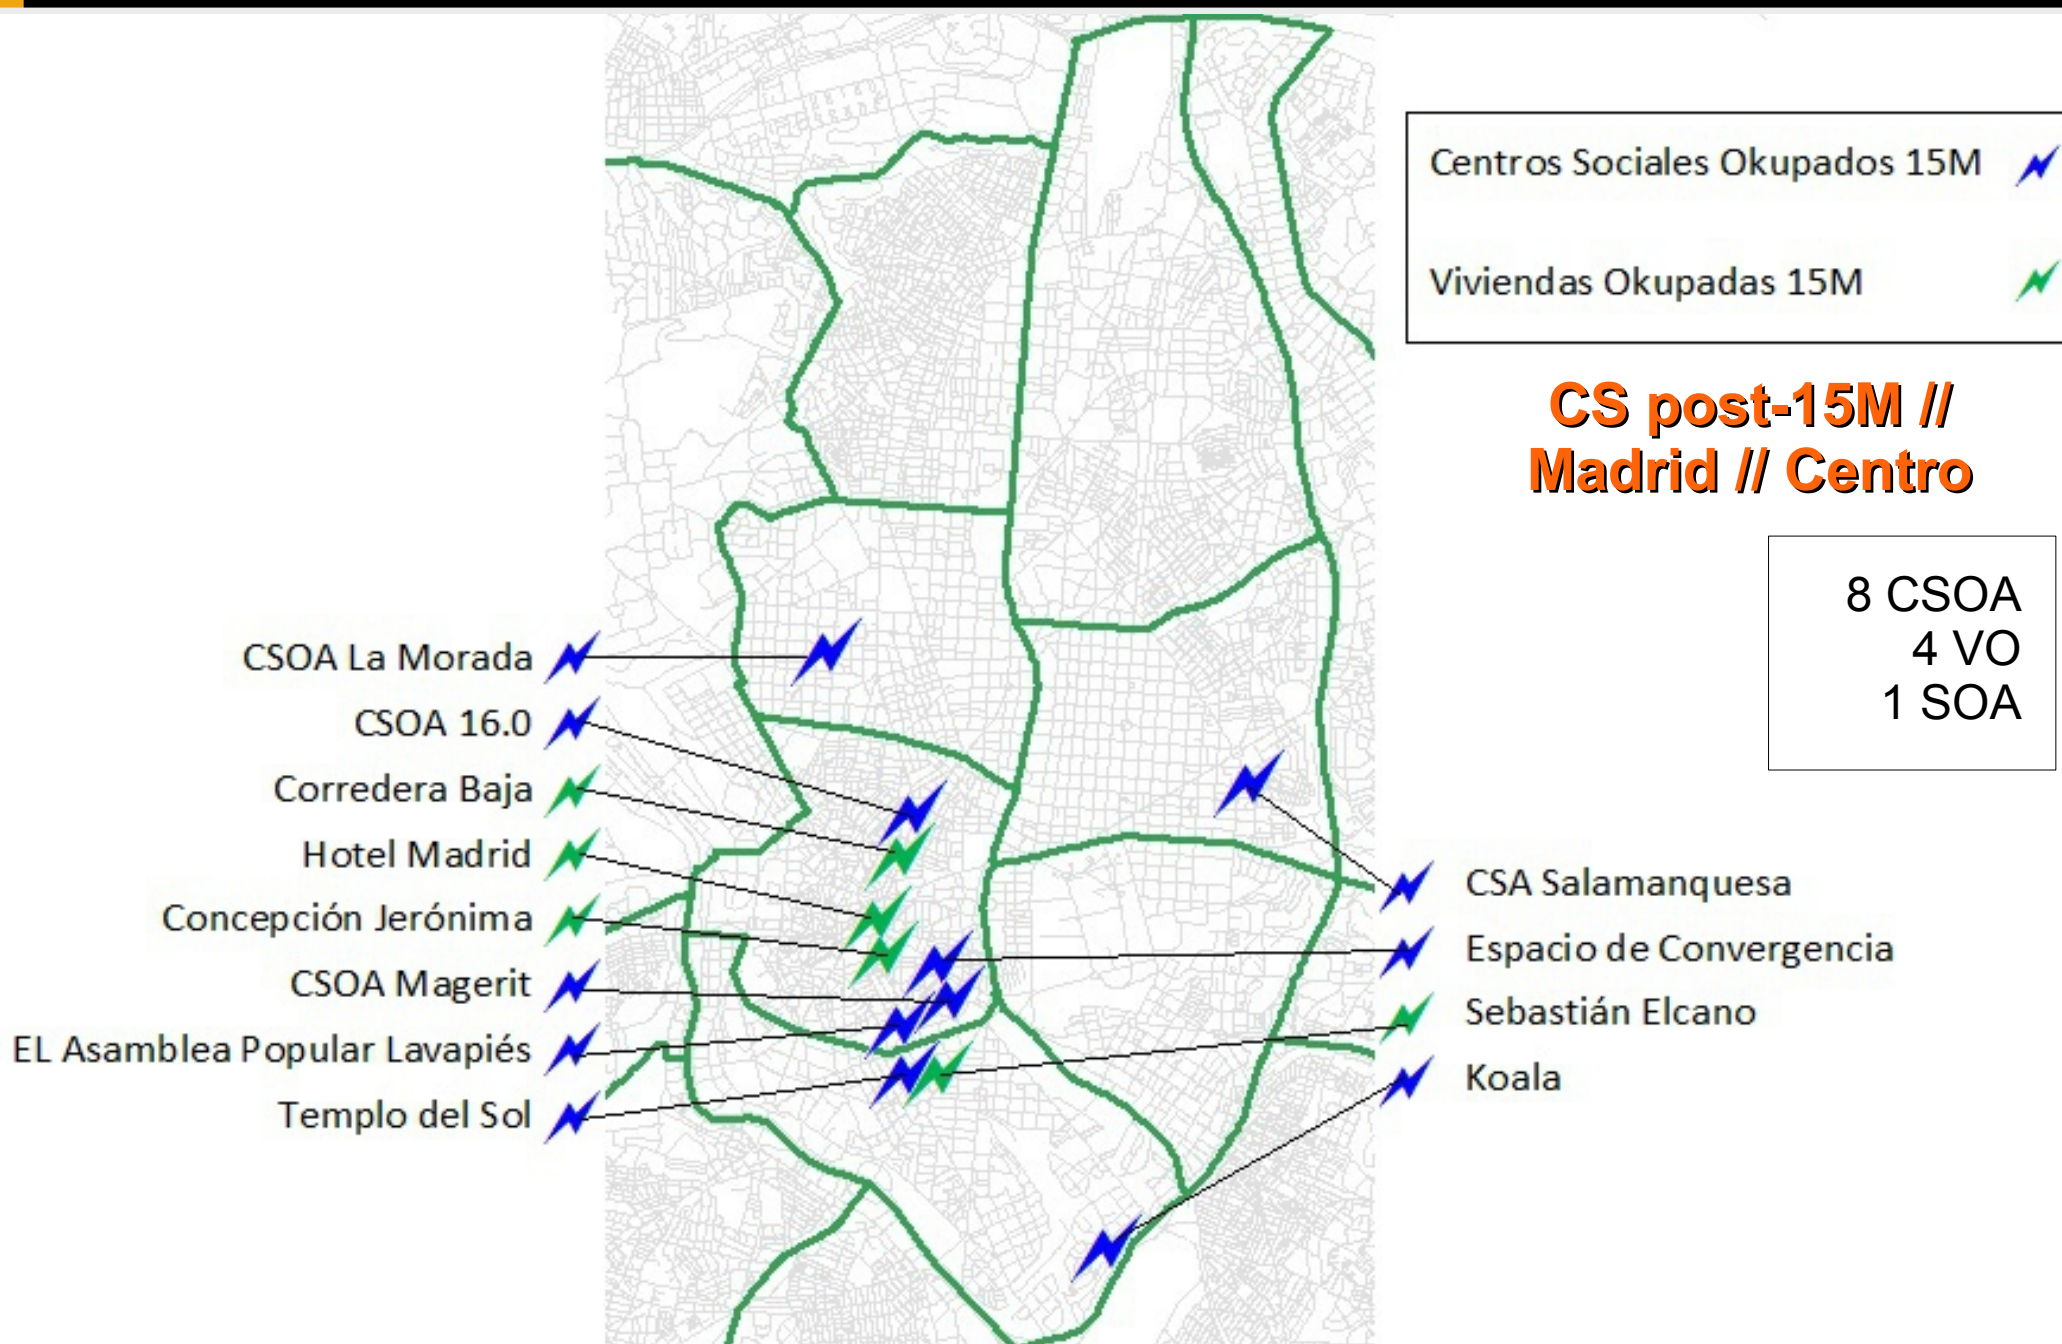 Centros Sociales Okupados 15M
Viviendas Okupadas 15M
CS post-15M //
Madrid // Centro
8 CSOA
4 VO
1 SOA
CSOA La Morada
CSOA 16.0
Corredera Baja
Hotel Madrid
Concepción Jerónima
CSOA Magerit
EL Asamblea Popular Lavapiés
Templo del Sol
CSA Salamanquesa
Espacio de Convergencia
Sebastián Elcano
Koala